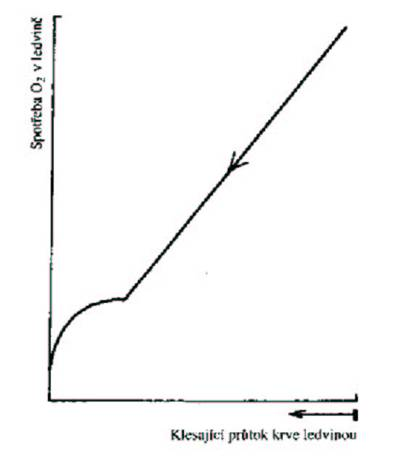 Spotřeba O₂ v ledvině
Klesající průtok krve ledvinou